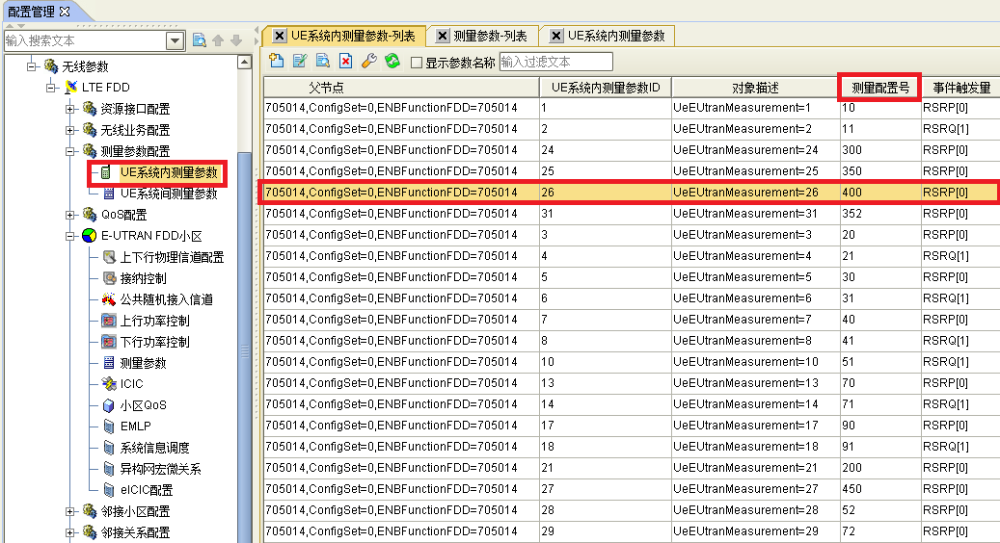 配置管理
输入搜索文本
无线参数
LTE FDD
资源接口配置
无线业务配置
测量参数配置
UE系统内测量参数
UE系统间测量参数
QoS配置
E-UTRAN FDD小区
上下行物理信道配置
接纳控制
公共随机接入信道
上行功率控制
下行功率控制
测量参数
ICIC
小区QoS
EMLP
系统信息调度
异构网宏微关系
eICIC配置
邻接小区配置
邻接关系配置
UE系统内测量参数-列表 测量参数-列表 UE系统内测量参数
显示参数名称 输入过滤文本
父节点 UE系统内测量参数ID 对象描述 测量配置号 事件触发量
705014,ConfigSet=0,ENBFunctionFDD=705014 1 UeEUtranMeasurement=1 10 RSRP[0]
705014,ConfigSet=0,ENBFunctionFDD=705014 2 UeEUtranMeasurement=2 11 RSRQ[1]
705014,ConfigSet=0,ENBFunctionFDD=705014 24 UeEUtranMeasurement=24 300 RSRP[0]
705014,ConfigSet=0,ENBFunctionFDD=705014 25 UeEUtranMeasurement=25 350 RSRP[0]
705014,ConfigSet=0,ENBFunctionFDD=705014 26 UeEUtranMeasurement=26 400 RSRP[0]
705014,ConfigSet=0,ENBFunctionFDD=705014 31 UeEUtranMeasurement=31 352 RSRP[0]
705014,ConfigSet=0,ENBFunctionFDD=705014 3 UeEUtranMeasurement=3 20 RSRP[0]
705014,ConfigSet=0,ENBFunctionFDD=705014 4 UeEUtranMeasurement=4 21 RSRQ[1]
705014,ConfigSet=0,ENBFunctionFDD=705014 5 UeEUtranMeasurement=5 30 RSRP[0]
705014,ConfigSet=0,ENBFunctionFDD=705014 6 UeEUtranMeasurement=6 31 RSRQ[1]
705014,ConfigSet=0,ENBFunctionFDD=705014 7 UeEUtranMeasurement=7 40 RSRP[0]
705014,ConfigSet=0,ENBFunctionFDD=705014 8 UeEUtranMeasurement=8 41 RSRQ[1]
705014,ConfigSet=0,ENBFunctionFDD=705014 10 UeEUtranMeasurement=10 51 RSRQ[1]
705014,ConfigSet=0,ENBFunctionFDD=705014 13 UeEUtranMeasurement=13 70 RSRP[0]
705014,ConfigSet=0,ENBFunctionFDD=705014 14 UeEUtranMeasurement=14 71 RSRQ[1]
705014,ConfigSet=0,ENBFunctionFDD=705014 17 UeEUtranMeasurement=17 90 RSRP[0]
705014,ConfigSet=0,ENBFunctionFDD=705014 18 UeEUtranMeasurement=18 91 RSRQ[1]
705014,ConfigSet=0,ENBFunctionFDD=705014 21 UeEUtranMeasurement=21 200 RSRP[0]
705014,ConfigSet=0,ENBFunctionFDD=705014 27 UeEUtranMeasurement=27 450 RSRP[0]
705014,ConfigSet=0,ENBFunctionFDD=705014 28 UeEUtranMeasurement=28 52 RSRP[0]
705014,ConfigSet=0,ENBFunctionFDD=705014 29 UeEUtranMeasurement=29 72 RSRP[0]